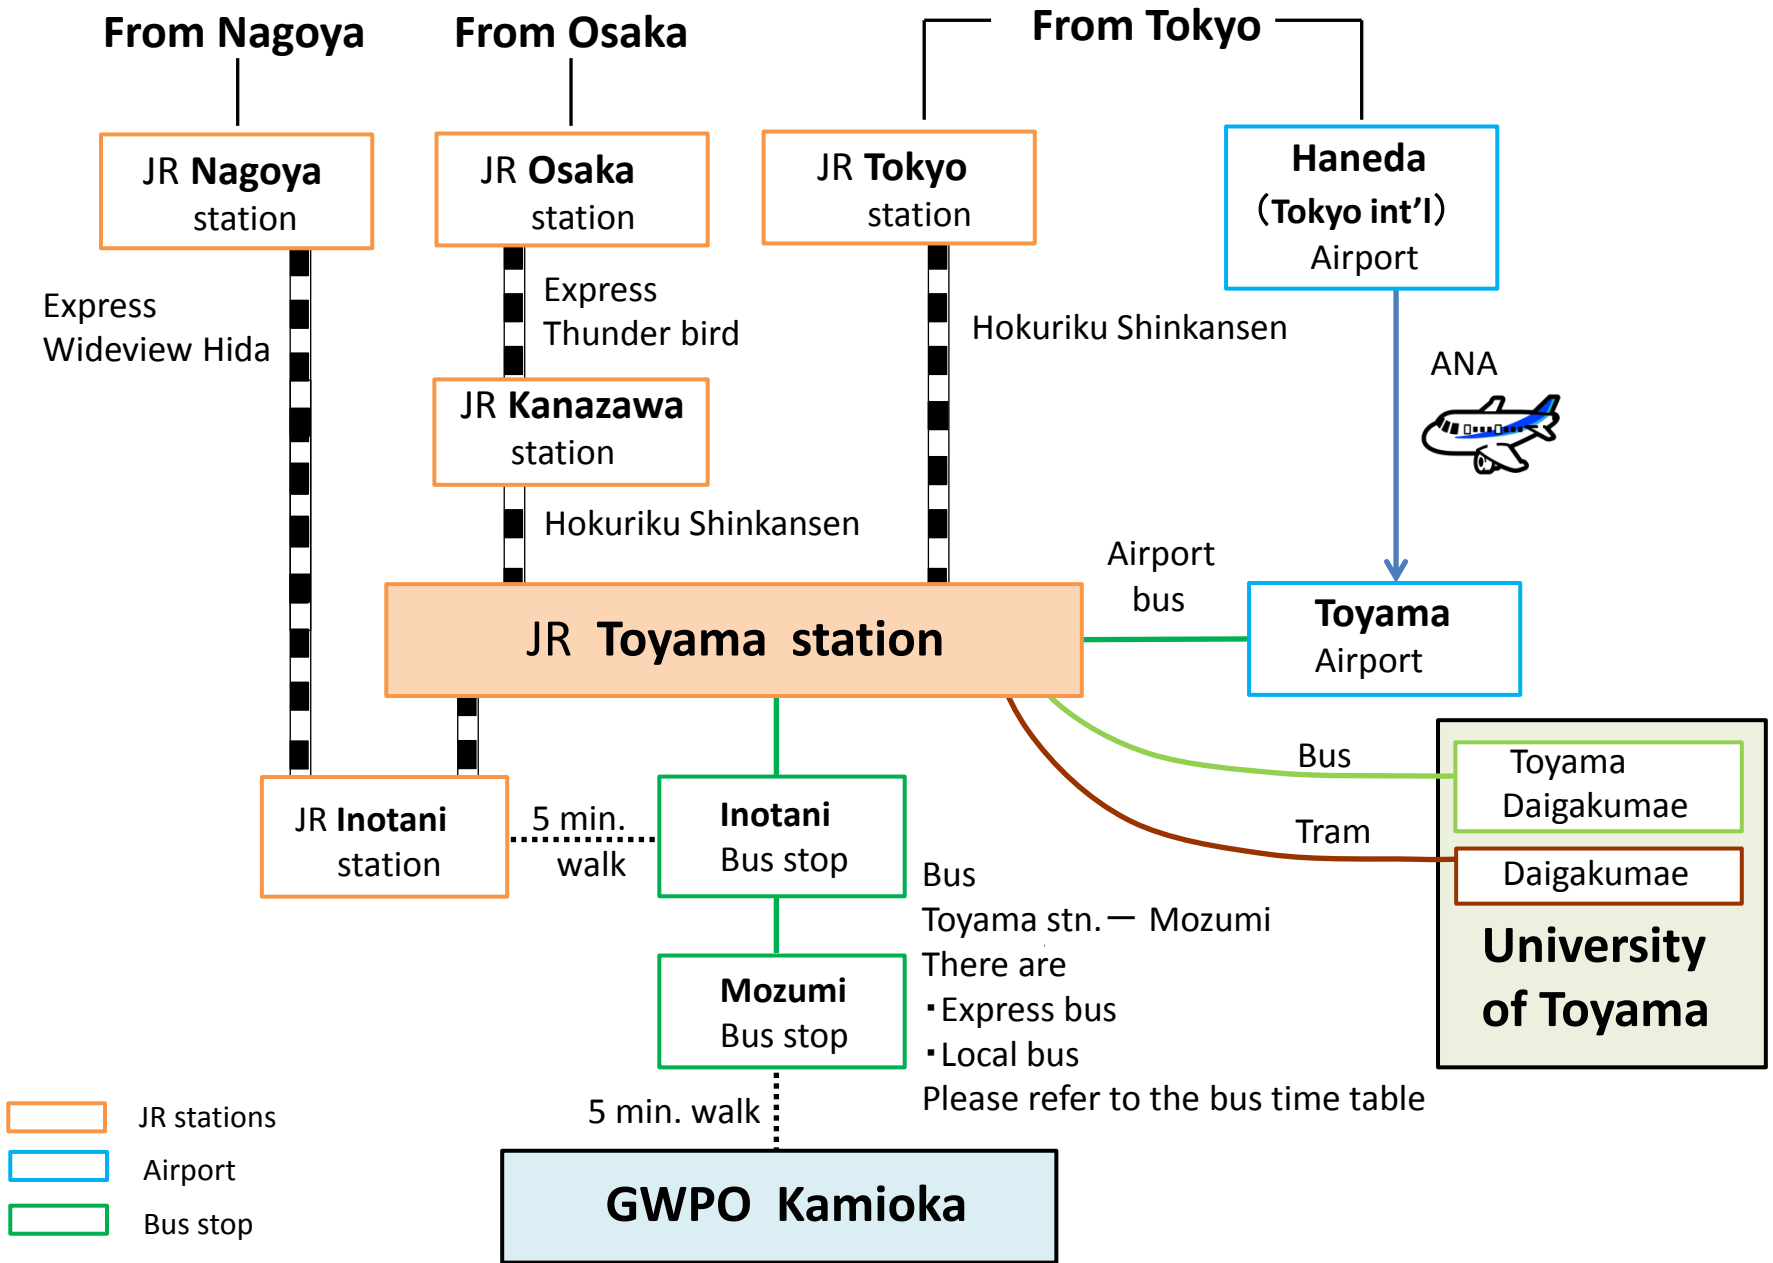 From Nagoya
From Osaka
From Tokyo
JR Nagoya
station
JR Osaka
station
JR Tokyo
station
Haneda
（Tokyo int’l）
Airport
Express
Wideview Hida
Express
Thunder bird
Hokuriku Shinkansen
ANA
JR Kanazawa
station
Hokuriku Shinkansen
Airport
bus
JR Toyama station
Toyama
Airport
Bus
Toyama
Daigakumae
Tram
Daigakumae
University
of Toyama
JR Inotani
station
5 min.
walk
Inotani
Bus stop
Bus
Toyama stn.－ Mozumi
There are
・Express bus
・Local bus
Please refer to the bus time table
Mozumi
Bus stop
5 min. walk
GWPO Kamioka
JR stations
Airport
Bus stop